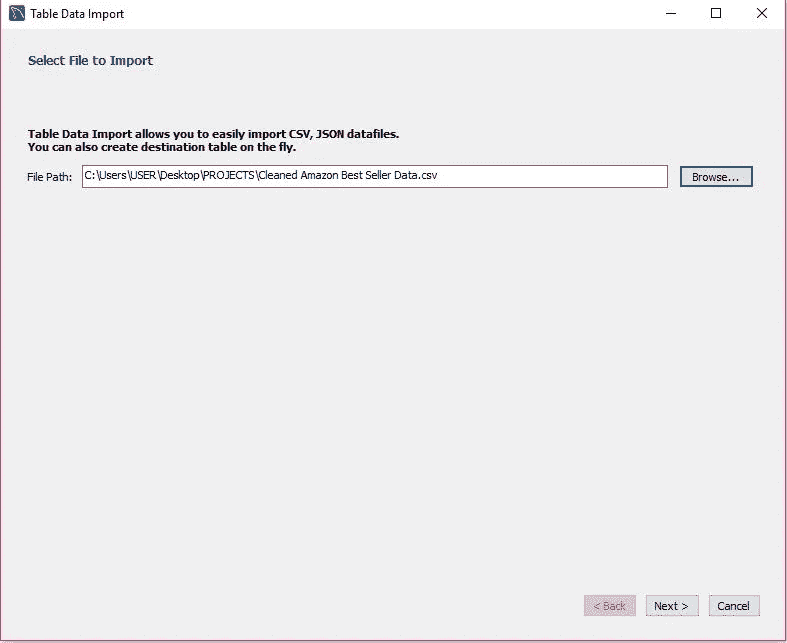 Table Data Import
Select File to Import
Table Data Import allows you to easily import CSV, JSON datafiles.
You can also create destination table on the fly.
File Path: C:\Users\USER\Desktop\PROJECTS\Cleaned Amazon Best Seller Data.csv Browse...
< Back Next > Cancel